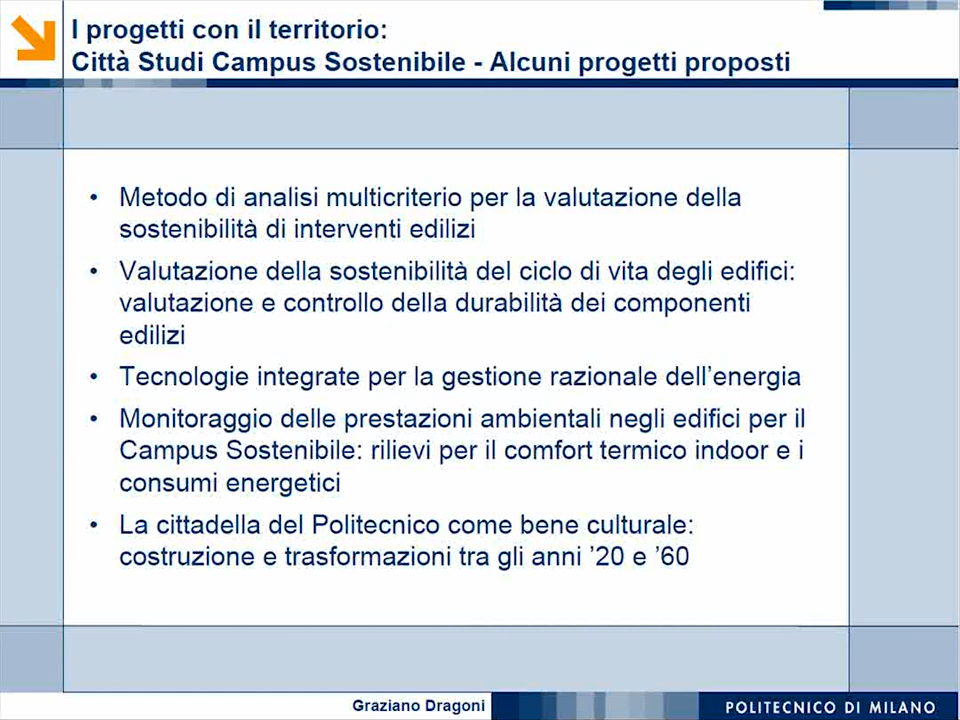 I progetti con il territorio:
Città Studi Campus Sostenibile - Alcuni progetti proposti
• Metodo di analisi multicriterio per la valutazione della
sostenibilità di interventi edilizi
• Valutazione della sostenibilità del ciclo di vita degli edifici:
valutazione e controllo della durabilità dei componenti
edilizi
• Tecnologie integrate per la gestione razionale dell’energia
• Monitoraggio delle prestazioni ambientali negli edifici per il
Campus Sostenibile: rilievi per il comfort termico indoor e i
consumi energetici
• La cittadella del Politecnico come bene culturale:
costruzione e trasformazioni tra gli anni ’20 e ’60
Graziano Dragoni
POLITECNICO DI MILANO